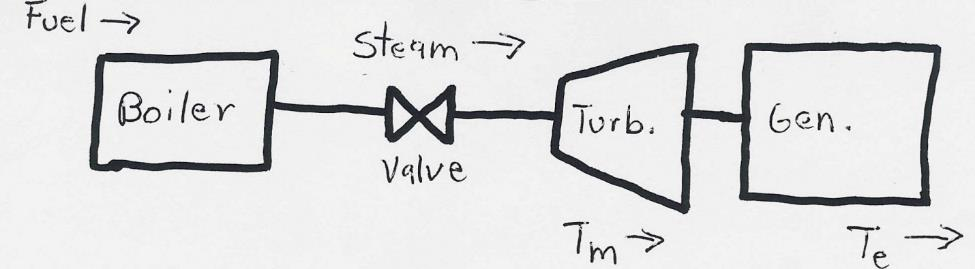 Fuel →
Steam →
Boiler
Turb.
Gen.
Valve
Tm →
Te →